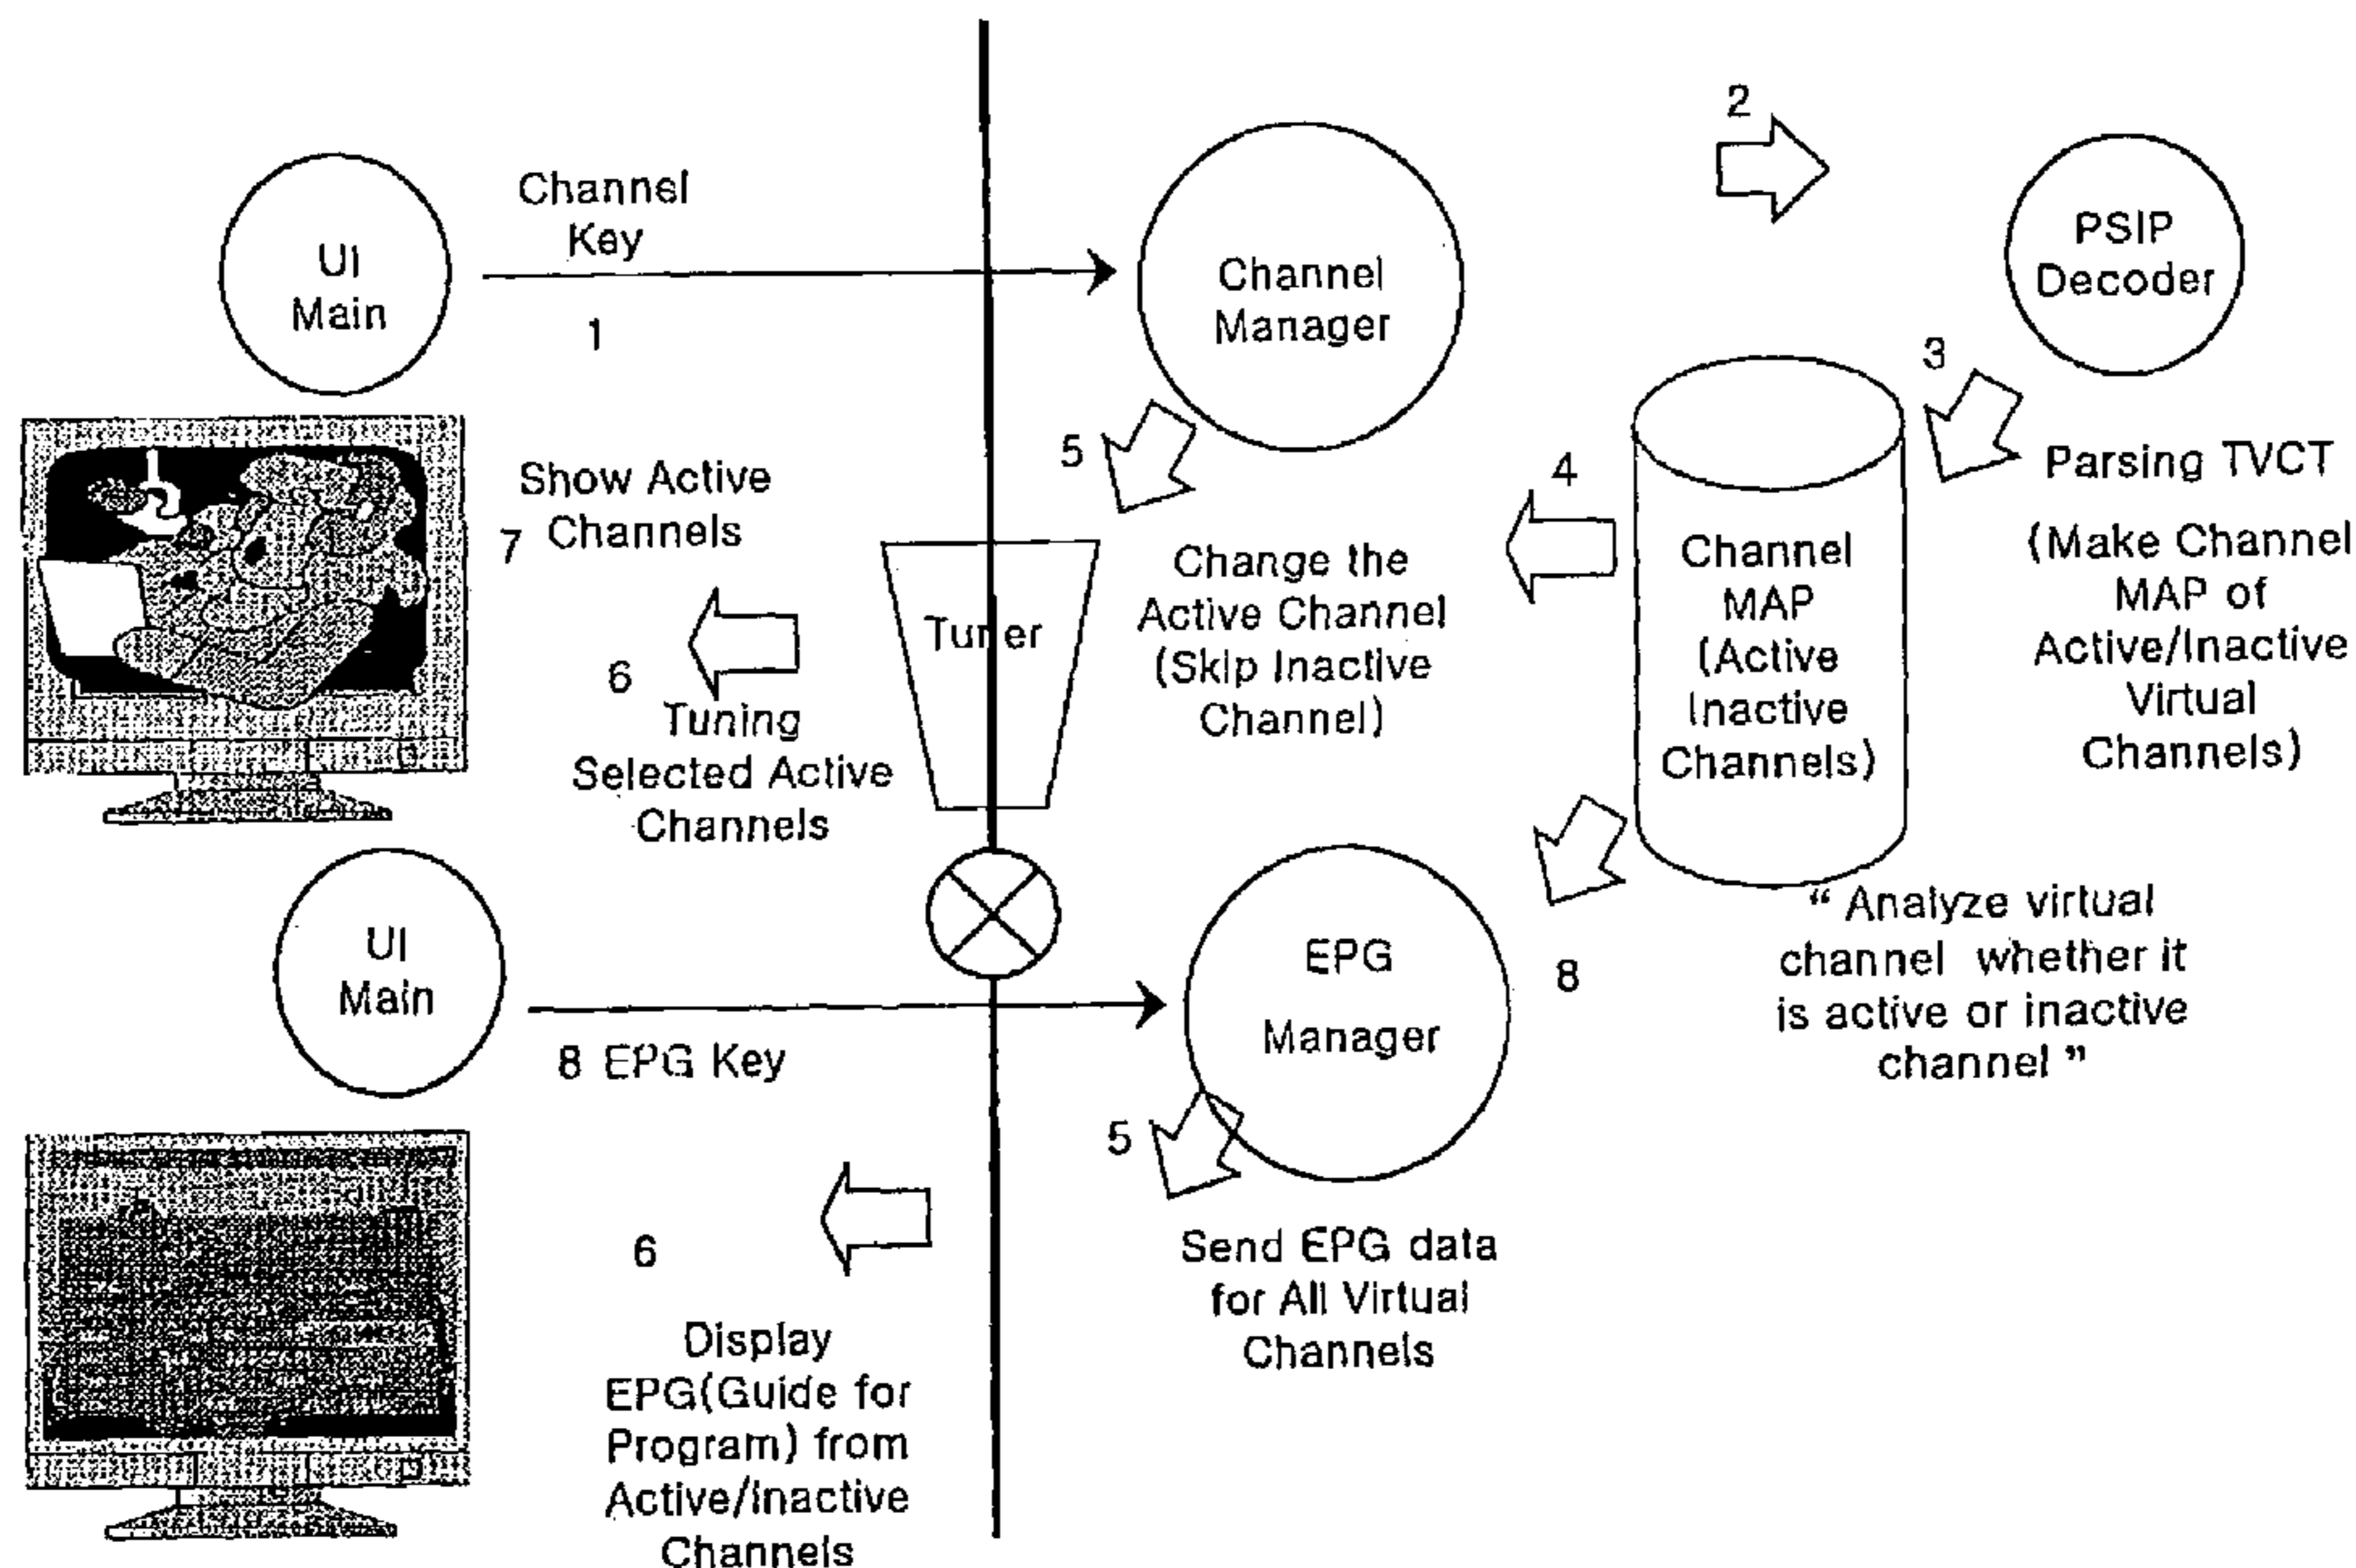 2
Channel
Key
UI
Main
1
Channel
Manager
PSIP
Decoder
3
5
4
Show Active
7 Channels
Parsing TVCT
(Make Channel
MAP of
Active/Inactive
Virtual
Channels)
Channel
MAP
(Active
Inactive
Channels)
Change the
Active Channel
(Skip Inactive
Channel)
Tuner
6
Tuning
Selected Active
Channels
UI
Main
8 EPG Key
EPG
Manager
8
“ Analyze virtual
channel whether it
is active or inactive
channel ”
5
Send EPG data
for All Virtual
Channels
6
Display
EPG(Guide for
Program) from
Active/Inactive
Channels